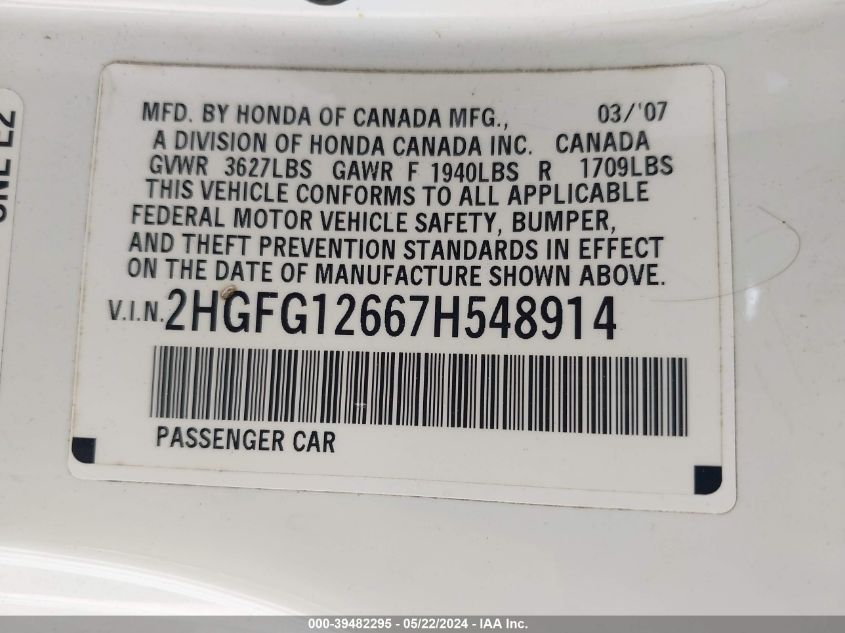 MFD. BY HONDA OF CANADA MFG., 03/'07
A DIVISION OF HONDA CANADA INC. CANADA
GVWR 3627LBS GAWR F 1940LBS R 1709LBS
THIS VEHICLE CONFORMS TO ALL APPLICABLE
FEDERAL MOTOR VEHICLE SAFETY, BUMPER,
AND THEFT PREVENTION STANDARDS IN EFFECT
ON THE DATE OF MANUFACTURE SHOWN ABOVE.
V.I.N. 2HGFG12667H548914
PASSENGER CAR
000-39482295 - 05/22/2024 - IAA Inc.